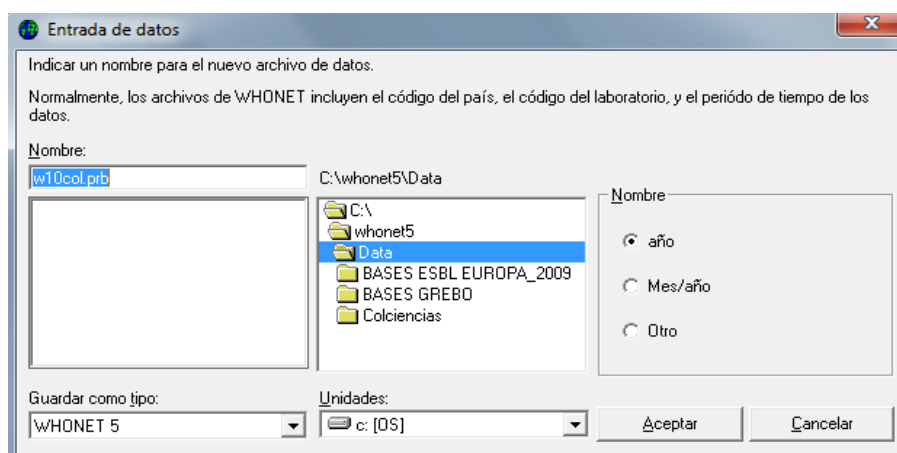 Entrada de datos
Indicar un nombre para el nuevo archivo de datos.
Normalmente, los archivos de WHONET incluyen el código del país, el código del laboratorio, y el periódo de tiempo de los
datos.
Nombre:
w10col.prb
C:\whonet5\Data
C:\
whonet5
Data
BASES ESBL EUROPA_2009
BASES GREBO
Colciencias
Nombre
año
Mes/año
Otro
Guardar como tipo:
WHONET 5
Unidades:
c: [OS]
Aceptar
Cancelar